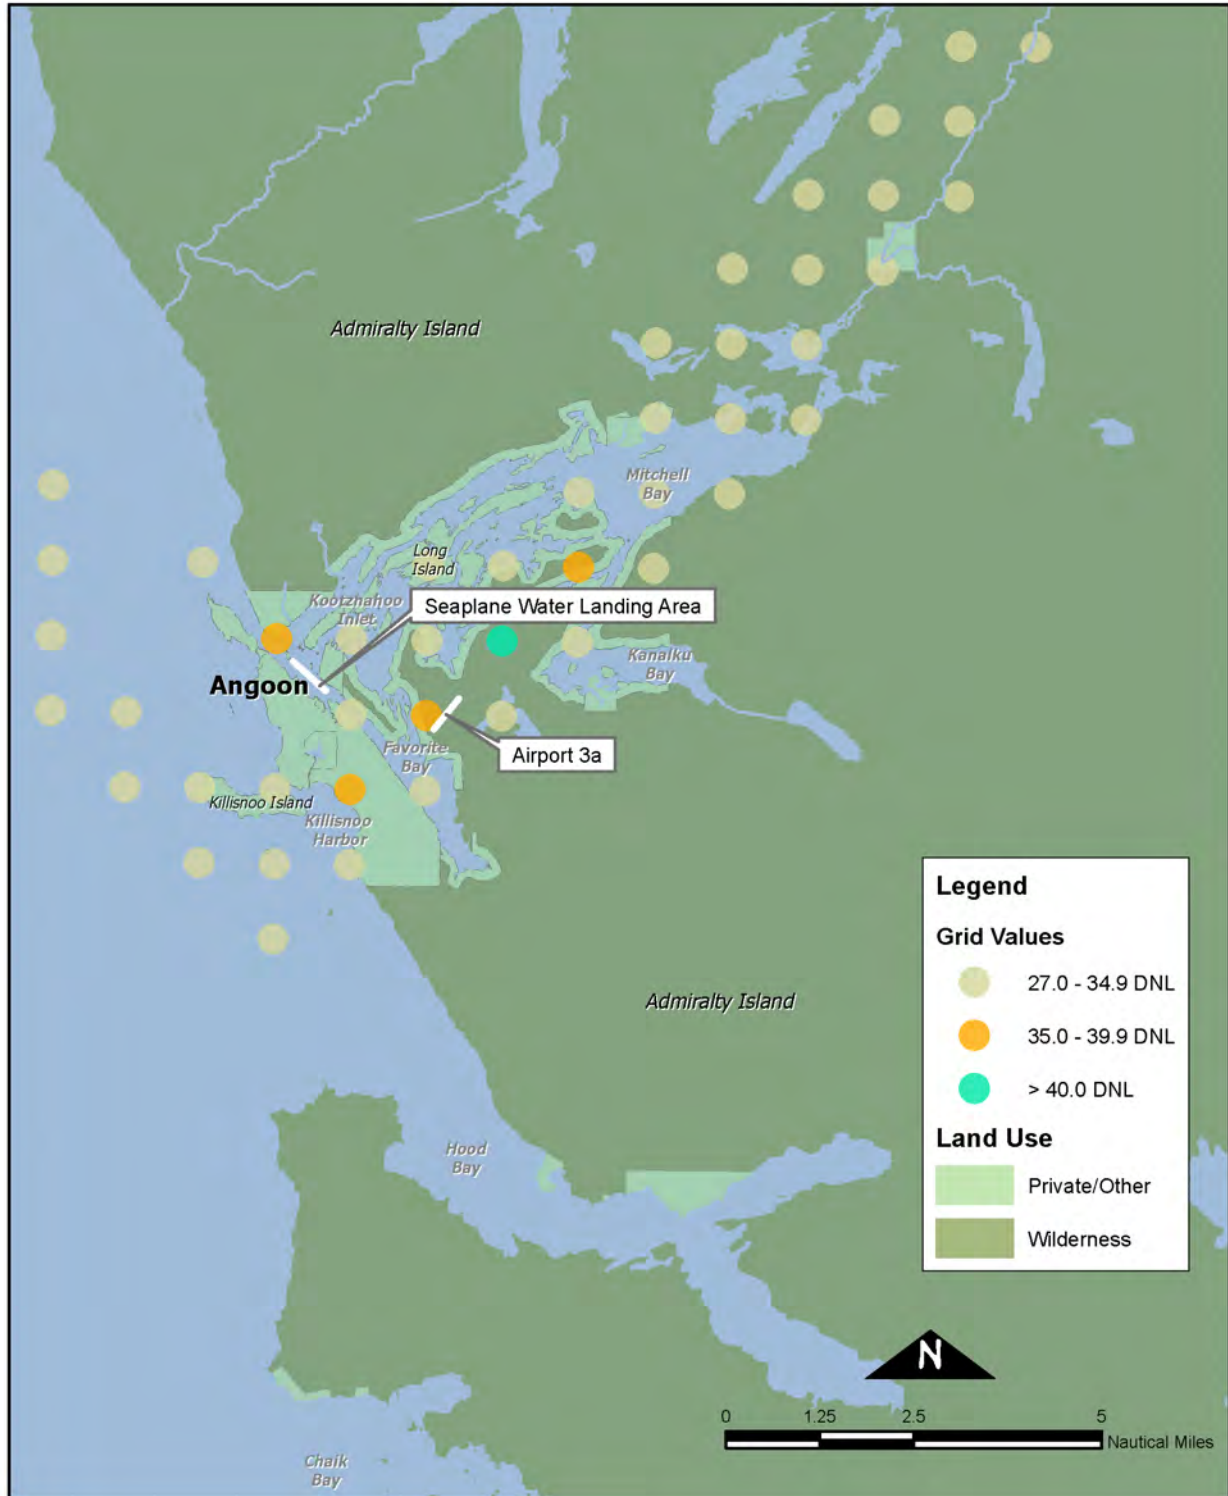 Admiralty Island
Mitchell
Bay
Long
Island
Kootzhahoo
Inlet
Seaplane Water Landing Area
Kanalku
Bay
Angoon
Favorite
Bay
Airport 3a
Killisnoo Island
Killisnoo
Harbor
Legend
Grid Values
27.0 - 34.9 DNL
35.0 - 39.9 DNL
> 40.0 DNL
Land Use
Private/Other
Wilderness
Admiralty Island
Hood
Bay
N
0 1.25 2.5 5
Nautical Miles
Chaik
Bay